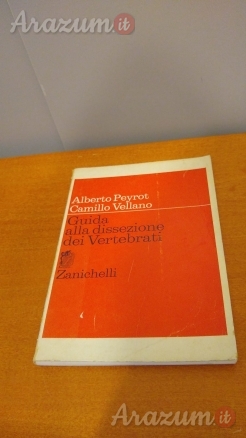 Arazum.it
Alberto Peyrot
Camillo Vellano
Guida
alla dissezione
dei Vertebrati
Zanichelli
Arazum.it